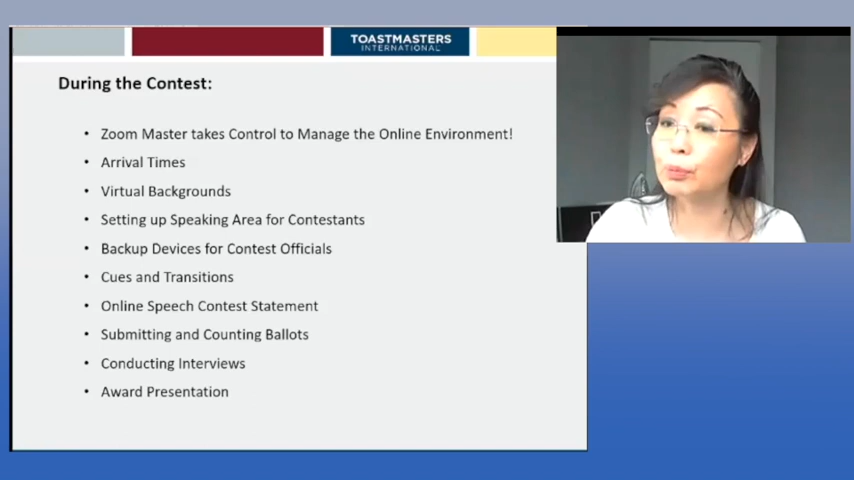 TOASTMASTERS
INTERNATIONAL
During the Contest:
• Zoom Master takes Control to Manage the Online Environment!
• Arrival Times
• Virtual Backgrounds
• Setting up Speaking Area for Contestants
• Backup Devices for Contest Officials
• Cues and Transitions
• Online Speech Contest Statement
• Submitting and Counting Ballots
• Conducting Interviews
• Award Presentation